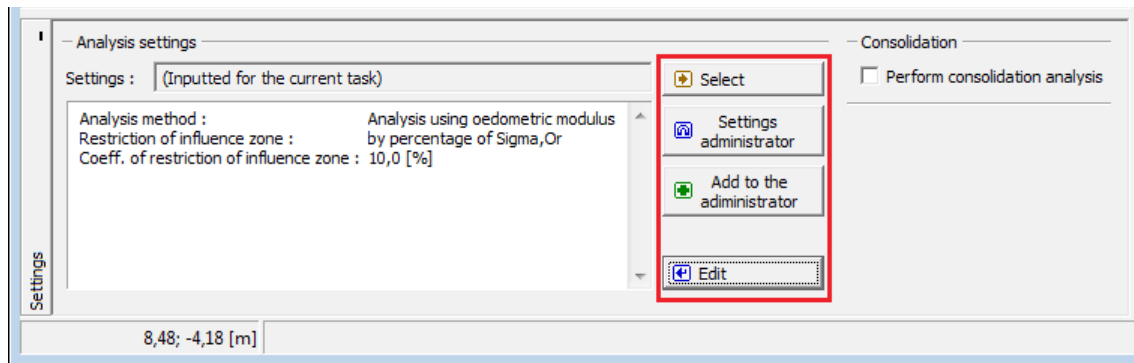 Analysis settings
Settings : (Inputted for the current task)
Analysis method : Analysis using oedometric modulus
Restriction of influence zone : by percentage of Sigma,Or
Coeff. of restriction of influence zone : 10,0 [%]
Select
Settings
administrator
Add to the
adiministrator
Edit
Consolidation
Perform consolidation analysis
Settings
8,48; -4,18 [m]